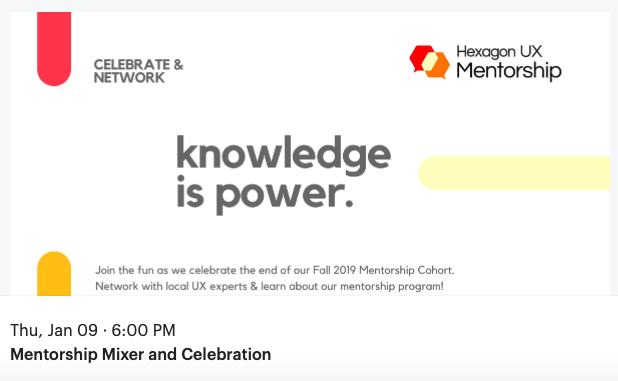 CELEBRATE &
NETWORK
Hexagon UX
Mentorship
knowledge
is power.
Join the fun as we celebrate the end of our Fall 2019 Mentorship Cohort.
Network with local UX experts & learn about our mentorship program!
Thu, Jan 09 · 6:00 PM
Mentorship Mixer and Celebration